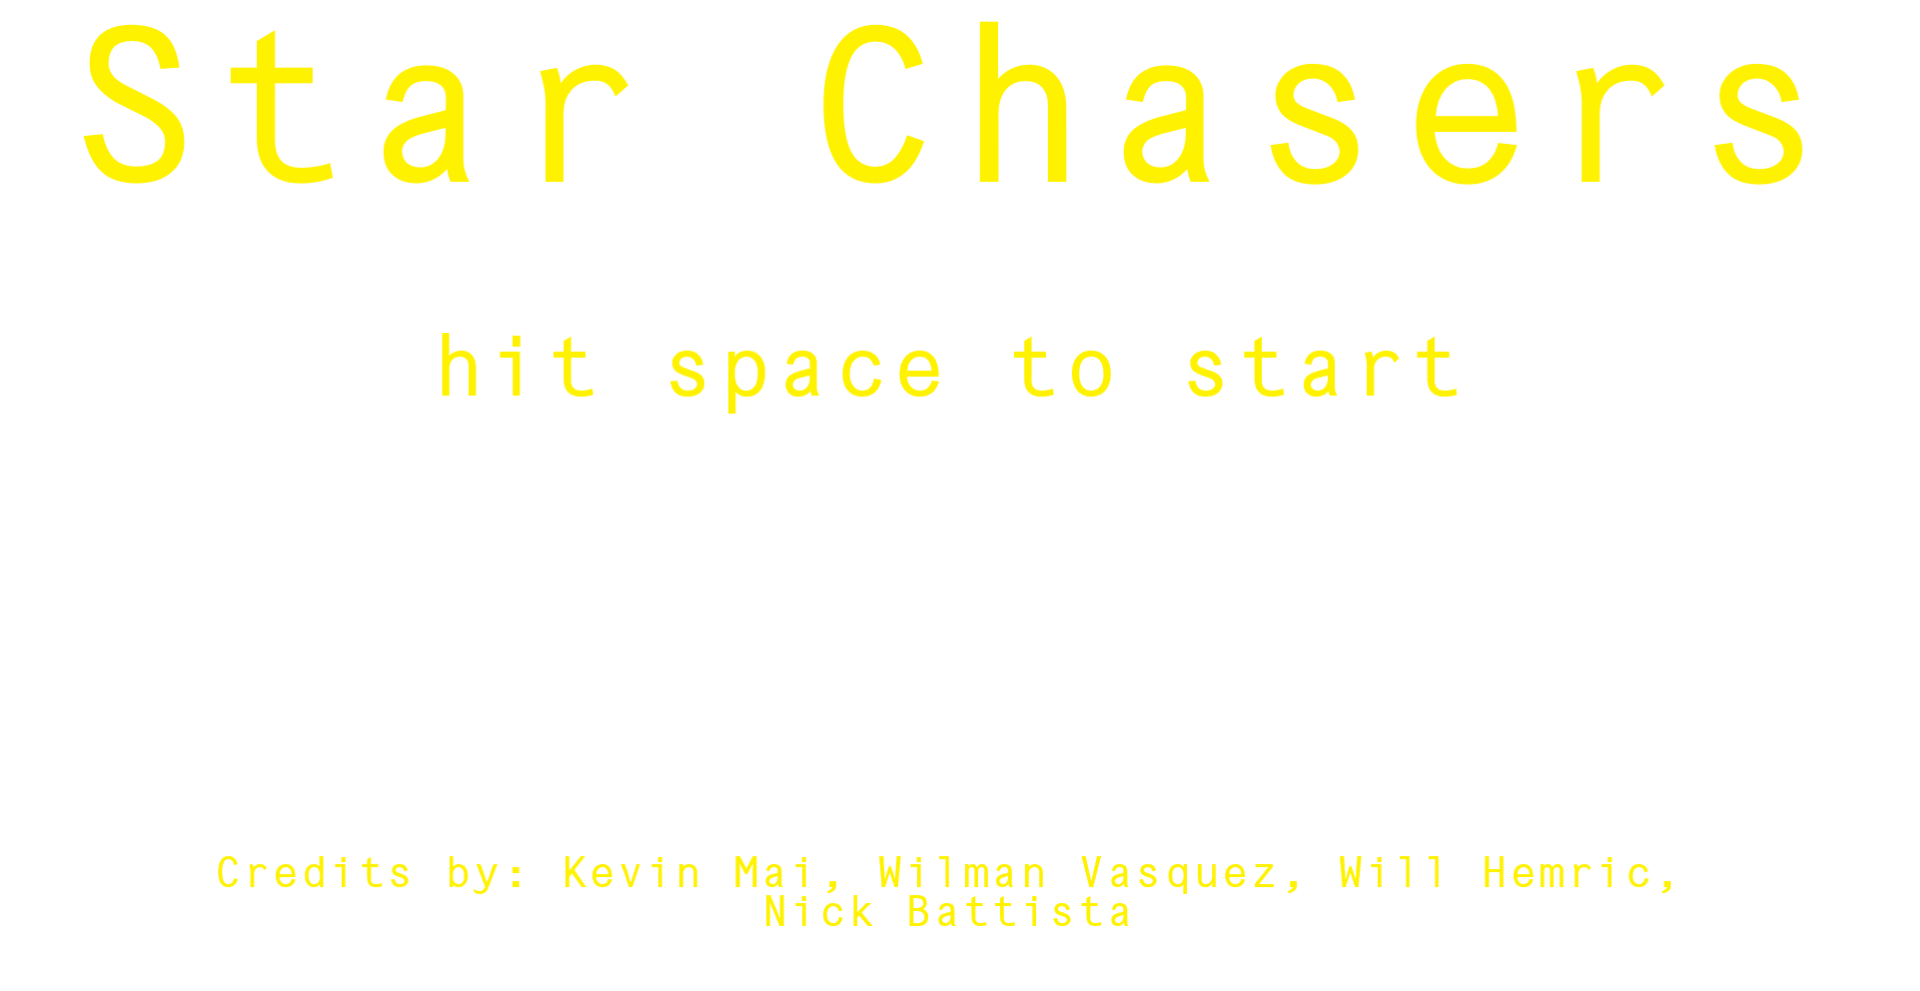 Star Chasers
hit space to start
Credits by: Kevin Mai, Wilman Vasquez, Will Hemric,
Nick Battista